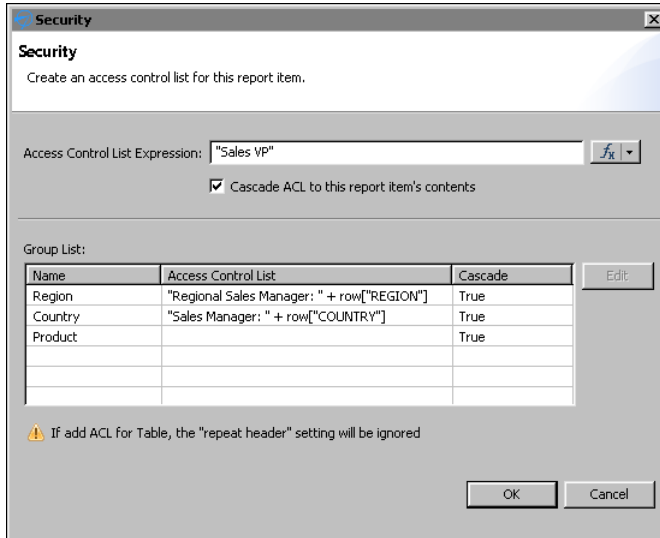 Security
Security
Create an access control list for this report item.
Access Control List Expression: "Sales VP" fx
Cascade ACL to this report item's contents
Group List:
Name Access Control List Cascade Edit
Region "Regional Sales Manager: " + row["REGION"] True
Country "Sales Manager: " + row["COUNTRY"] True
Product True
If add ACL for Table, the "repeat header" setting will be ignored
OK Cancel